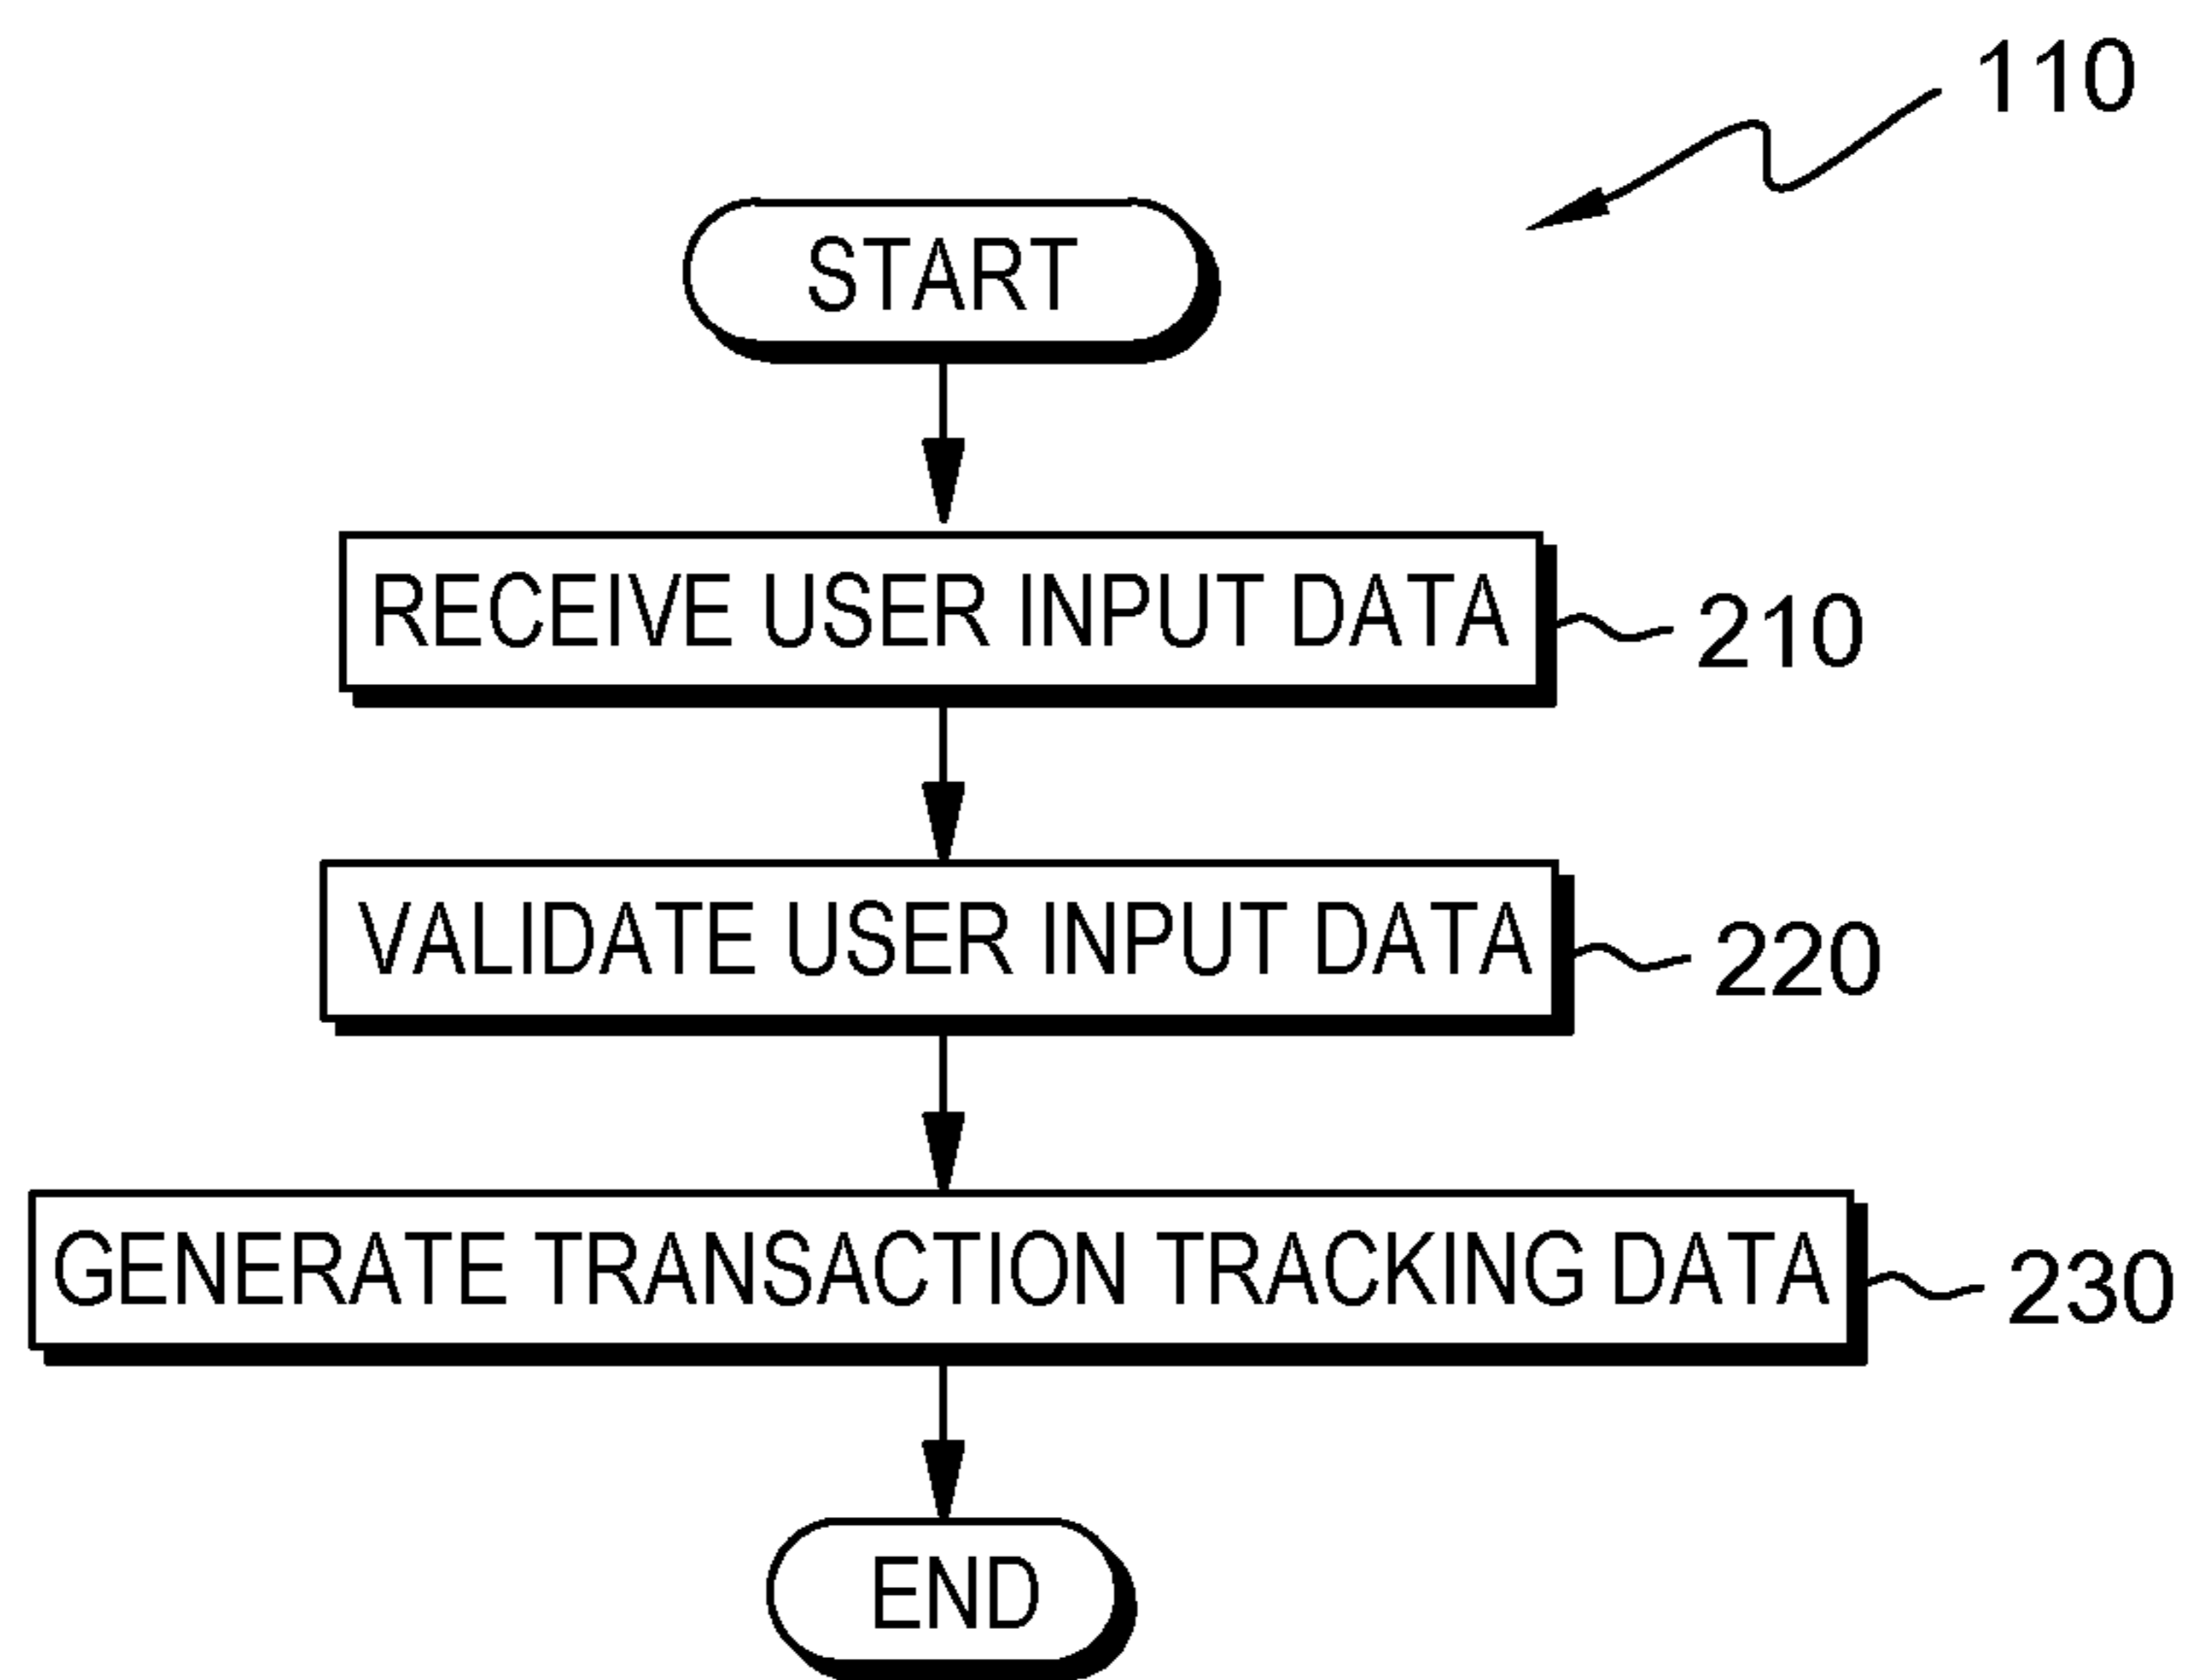 110
START
RECEIVE USER INPUT DATA 210
VALIDATE USER INPUT DATA 220
GENERATE TRANSACTION TRACKING DATA 230
END